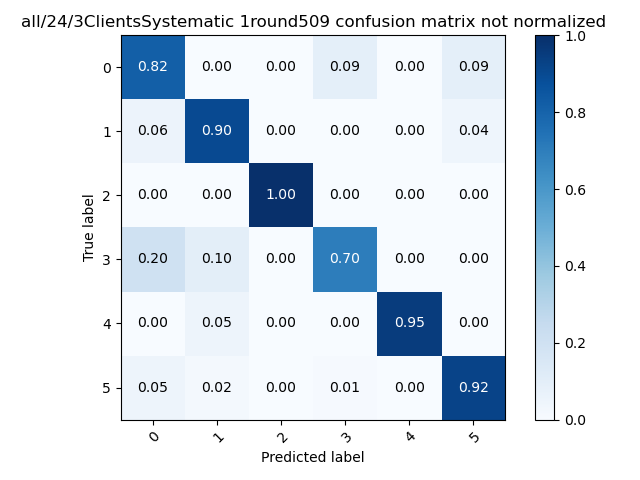 all/24/3ClientsSystematic 1round509 confusion matrix not normalized
0 0.82 0.00 0.00 0.09 0.00 0.09
1 0.06 0.90 0.00 0.00 0.00 0.04
2 0.00 0.00 1.00 0.00 0.00 0.00
3 0.20 0.10 0.00 0.70 0.00 0.00
4 0.00 0.05 0.00 0.00 0.95 0.00
5 0.05 0.02 0.00 0.01 0.00 0.92
0 1 2 3 4 5
True label
Predicted label
1.0
0.8
0.6
0.4
0.2
0.0